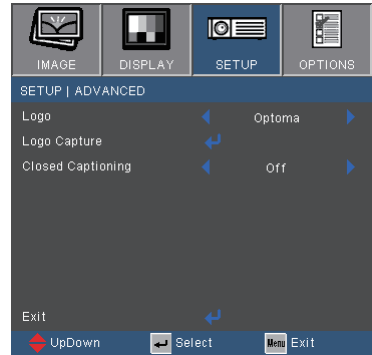 IMAGE DISPLAY SETUP OPTIONS
SETUP | ADVANCED
Logo Optoma
Logo Capture
Closed Captioning Off
Exit
UpDown Select Menu Exit